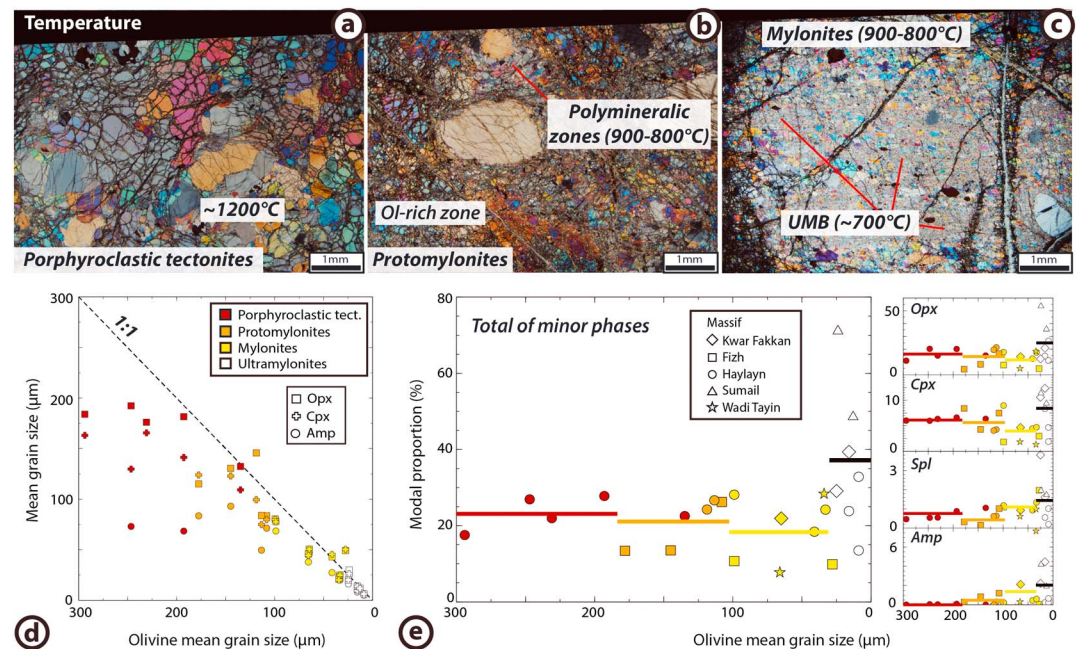 Temperature
a
~1200°C
Porphyroclastic tectonites
1mm
b
Polymineralic
zones (900-800°C)
Ol-rich zone
Protomylonites
1mm
c
Mylonites (900-800°C)
UMB (~700°C)
1mm
d
300
200
100
0
Mean grain size (µm)
1:1
Porphyroclastic tect.
Protomylonites
Mylonites
Ultramylonites
Opx
Cpx
Amp
300
200
100
0
Olivine mean grain size (µm)
e
80
60
40
20
0
Modal proportion (%)
Total of minor phases
Massif
Kwar Fakkan
Fizh
Haylayn
Sumail
Wadi Tayin
300
200
100
0
Olivine mean grain size (µm)
Opx
50
0
Cpx
10
0
Spl
3
0
Amp
6
0
300
200
100
0